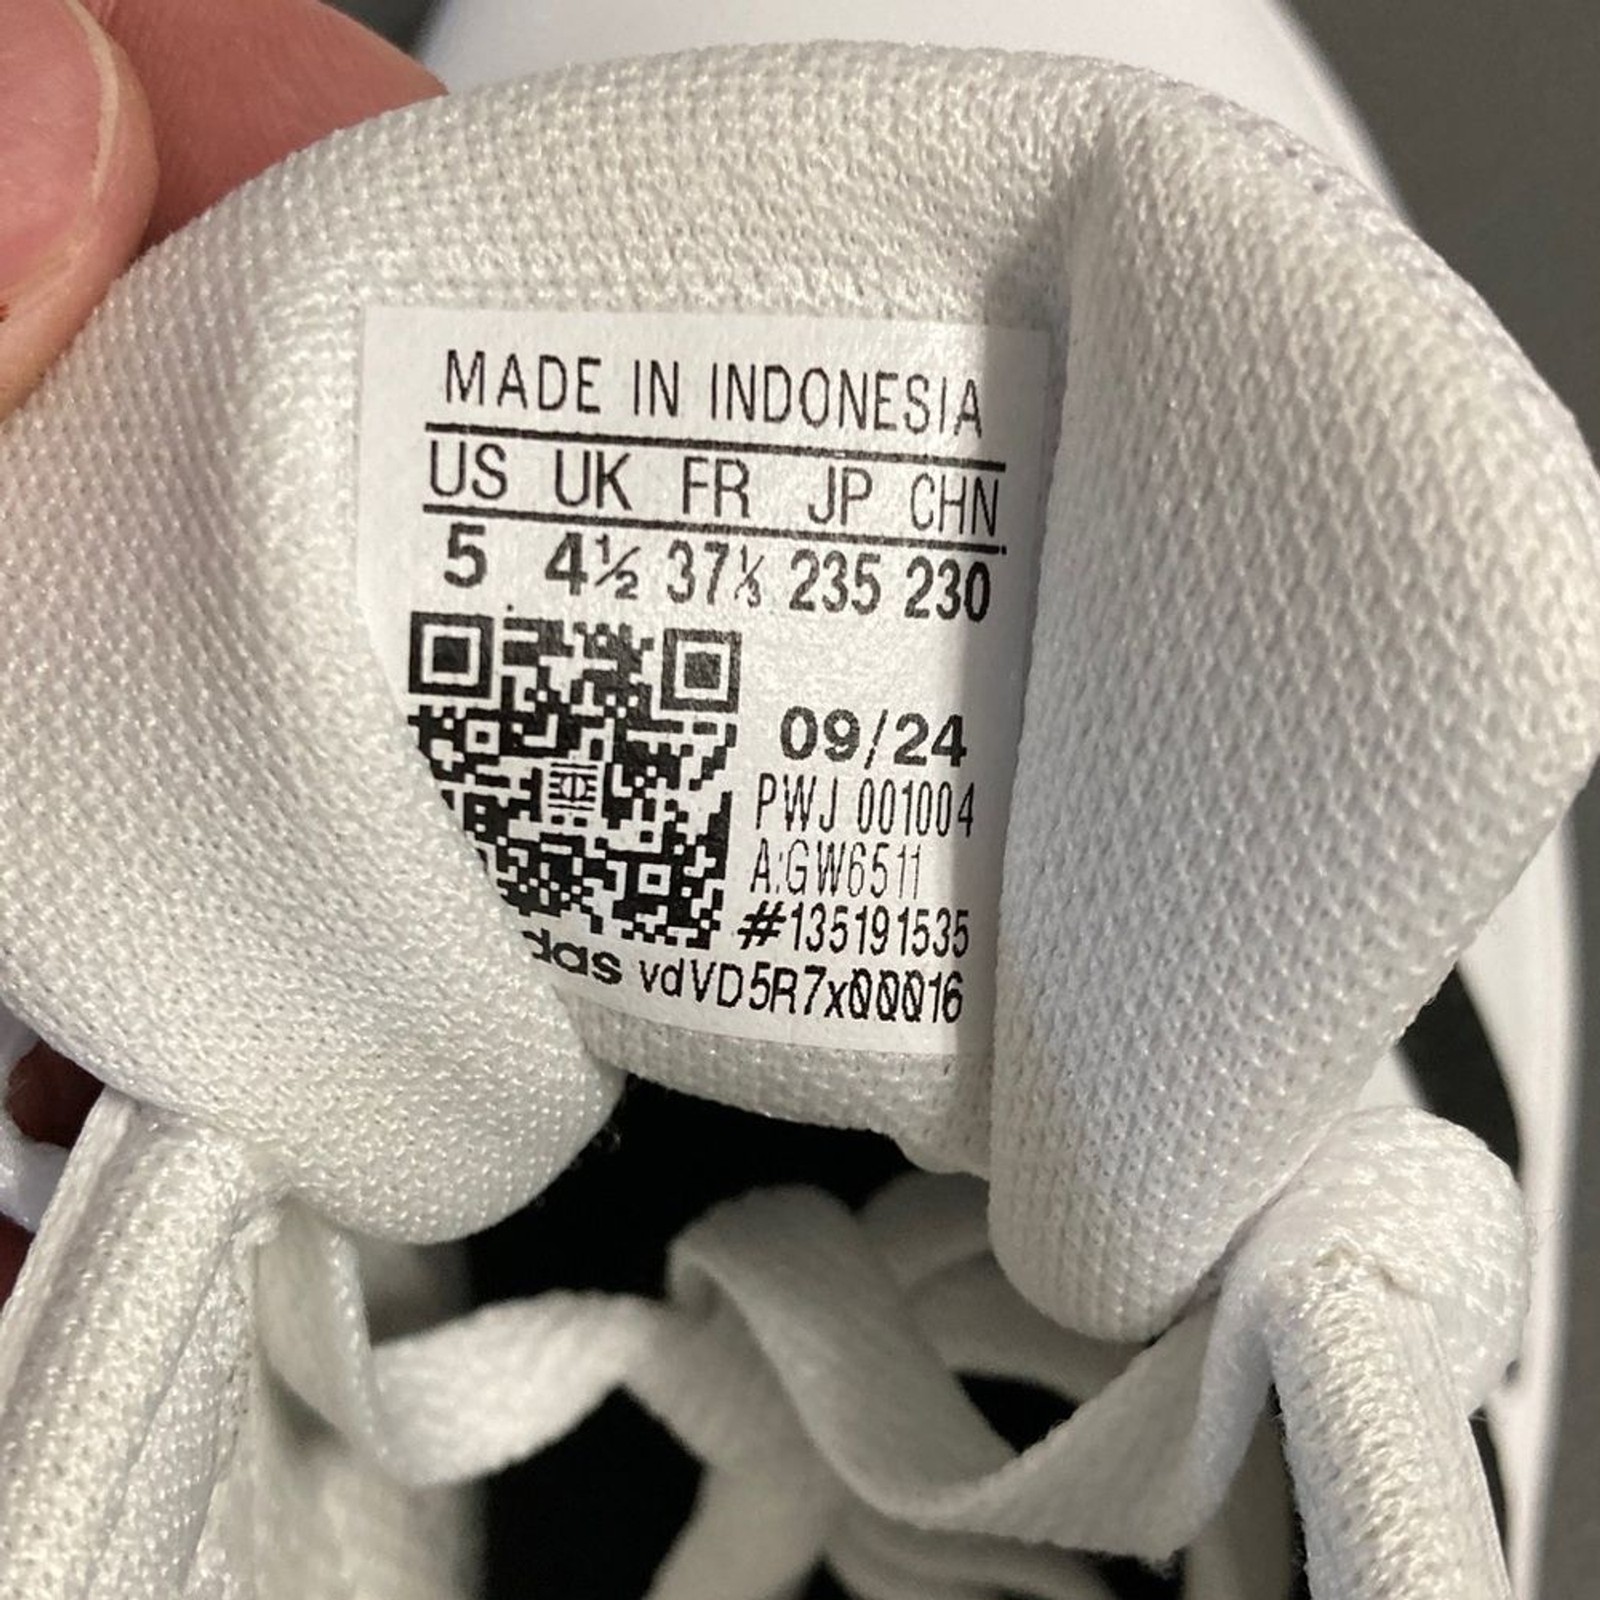 MADE IN INDONESIA
US UK FR JP CHN
5 4½ 37⅓ 235 230
09/24
PWJ 001004
A:GW6511
#135191535
das vdVD5R7x00016